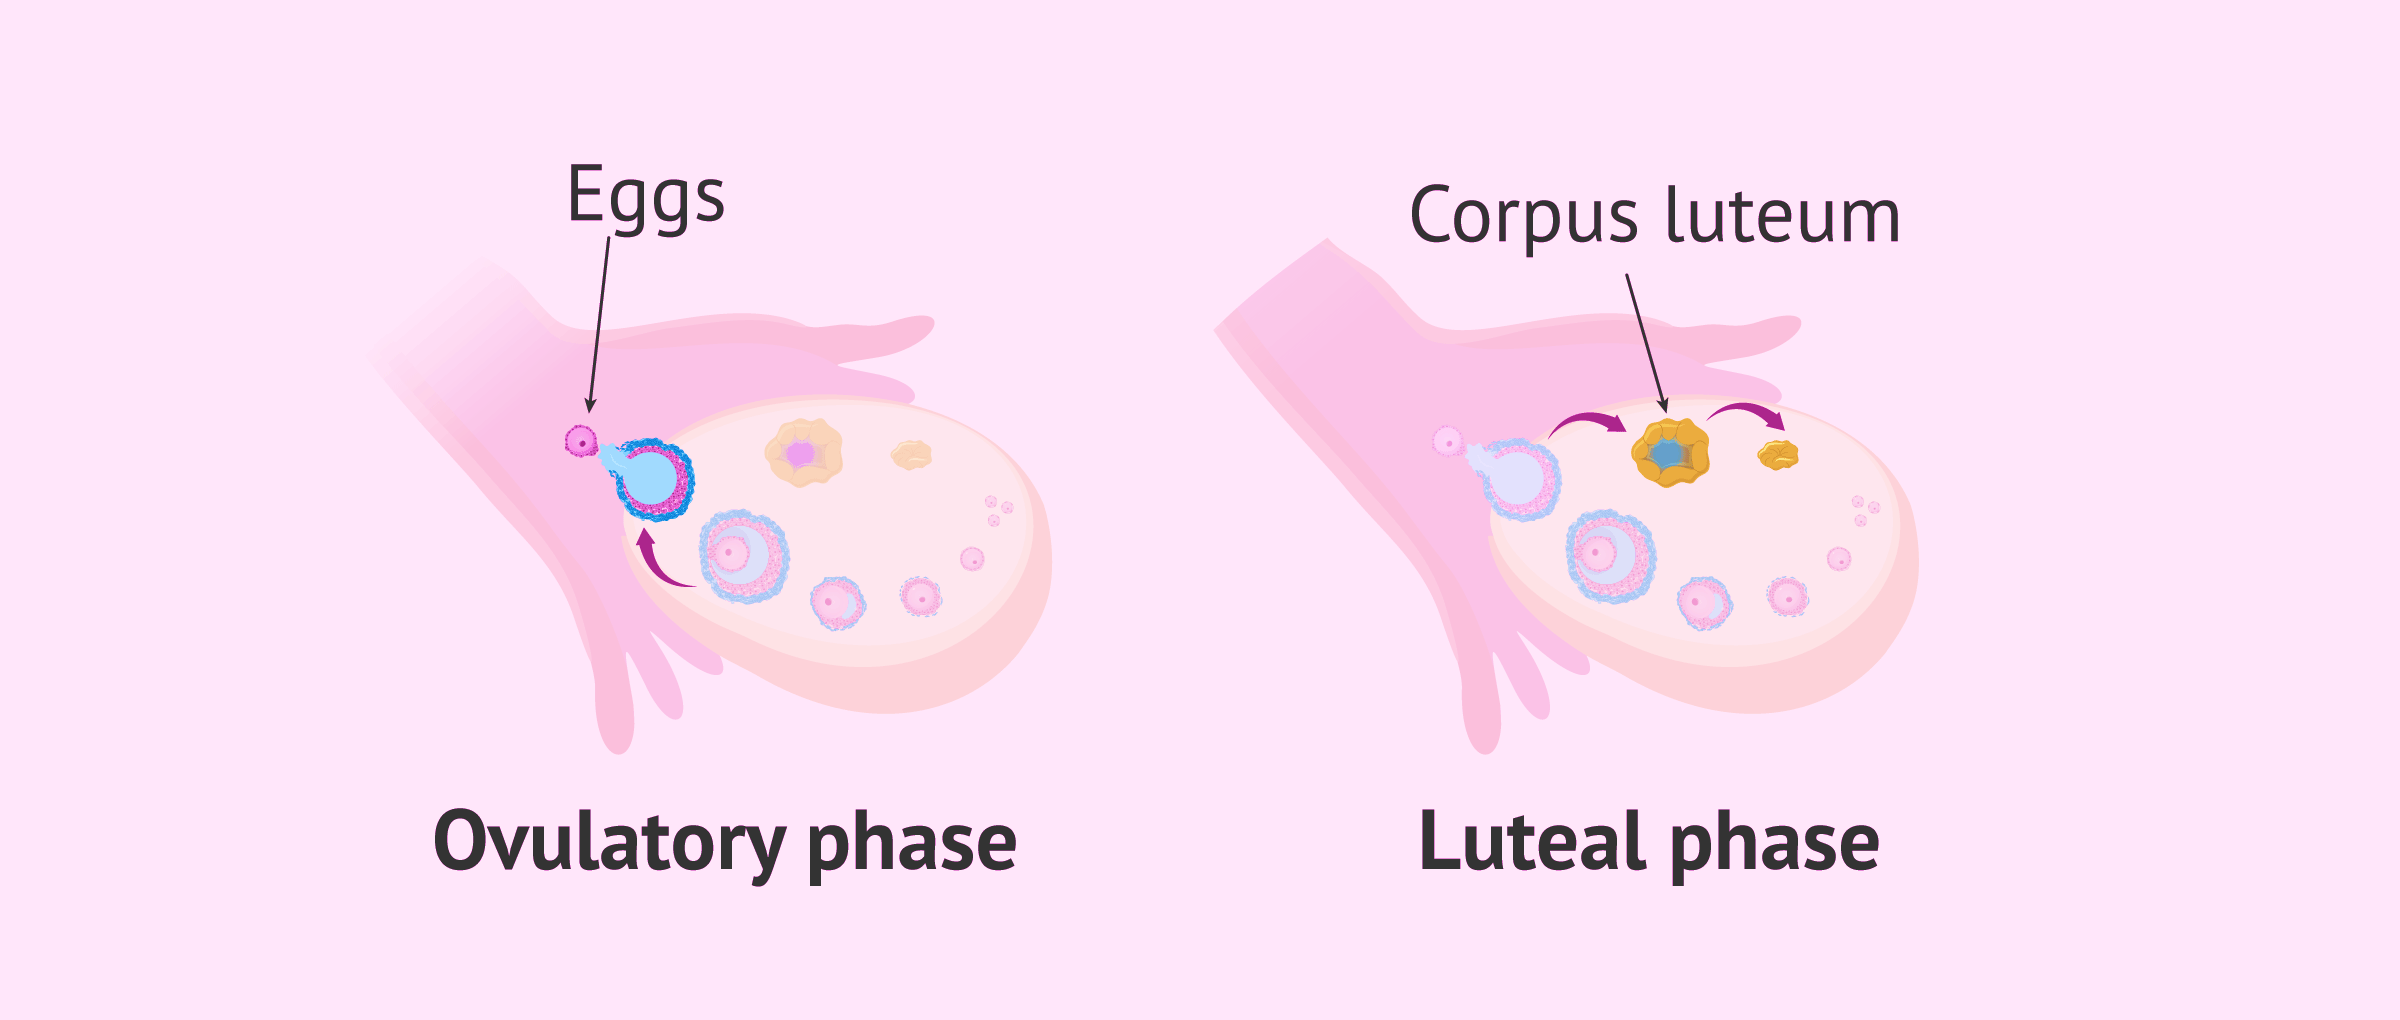 Eggs
Corpus luteum
Ovulatory phase
Luteal phase